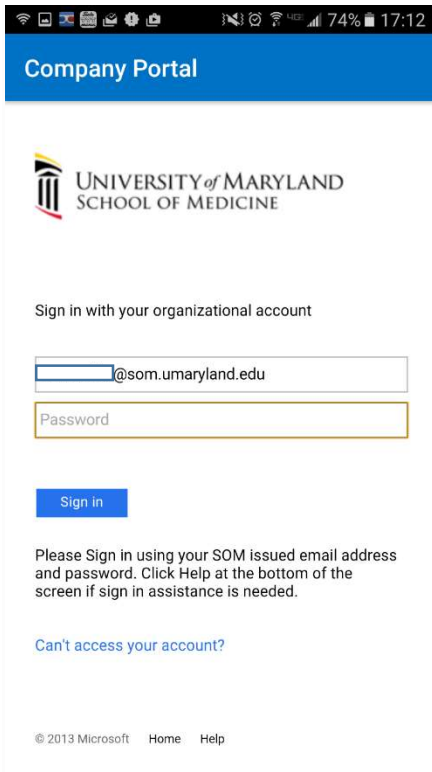 74% 17:12
Company Portal
UNIVERSITY of MARYLAND
SCHOOL OF MEDICINE
Sign in with your organizational account
@som.umaryland.edu
Password
Sign in
Please Sign in using your SOM issued email address
and password. Click Help at the bottom of the
screen if sign in assistance is needed.
Can't access your account?
© 2013 Microsoft Home Help